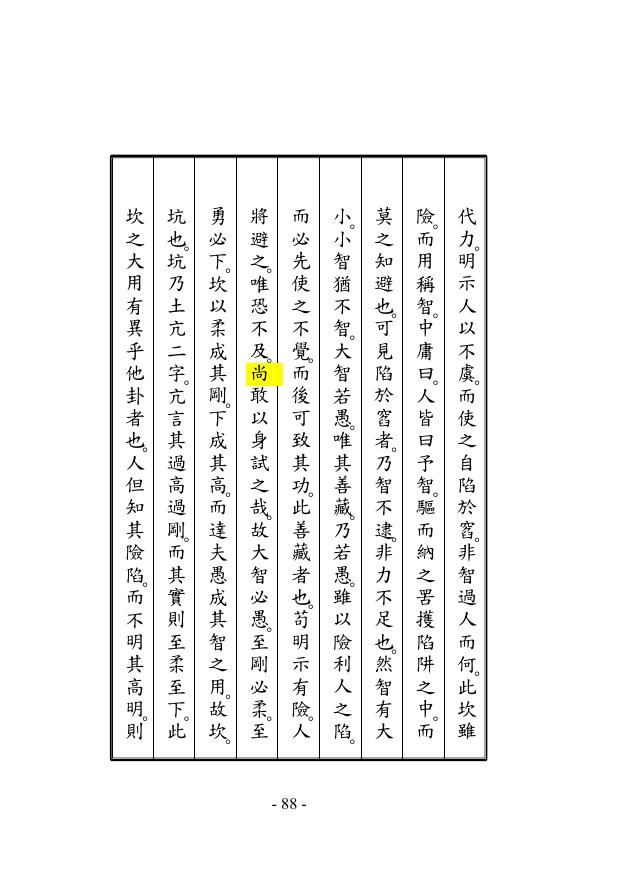 代力。明示人以不虞。而使之自陷於窞。非智過人而何。此坎雖
險。而用稱智。中庸曰。人皆曰予智。驅而納之罟擭陷阱之中。而
莫之知避也。可見陷於窞者。乃智不逮。非力不足也。然智有大
小。小智猶不智。大智若愚。唯其善藏。乃若愚。雖以險利人之陷。
而必先使之不覺。而後可致其功。此善藏者也。苟明示有險。人
將避之。唯恐不及。尚敢以身試之哉。故大智必愚。至剛必柔。至
勇必下。坎以柔成其剛。下成其高。而達夫愚成其智之用。故坎。
坑也。坑乃土亢二字。亢言其過高過剛。而其實則至柔至下。此
坎之大用有異乎他卦者也。人但知其險陷。而不明其高明。則
- 88 -